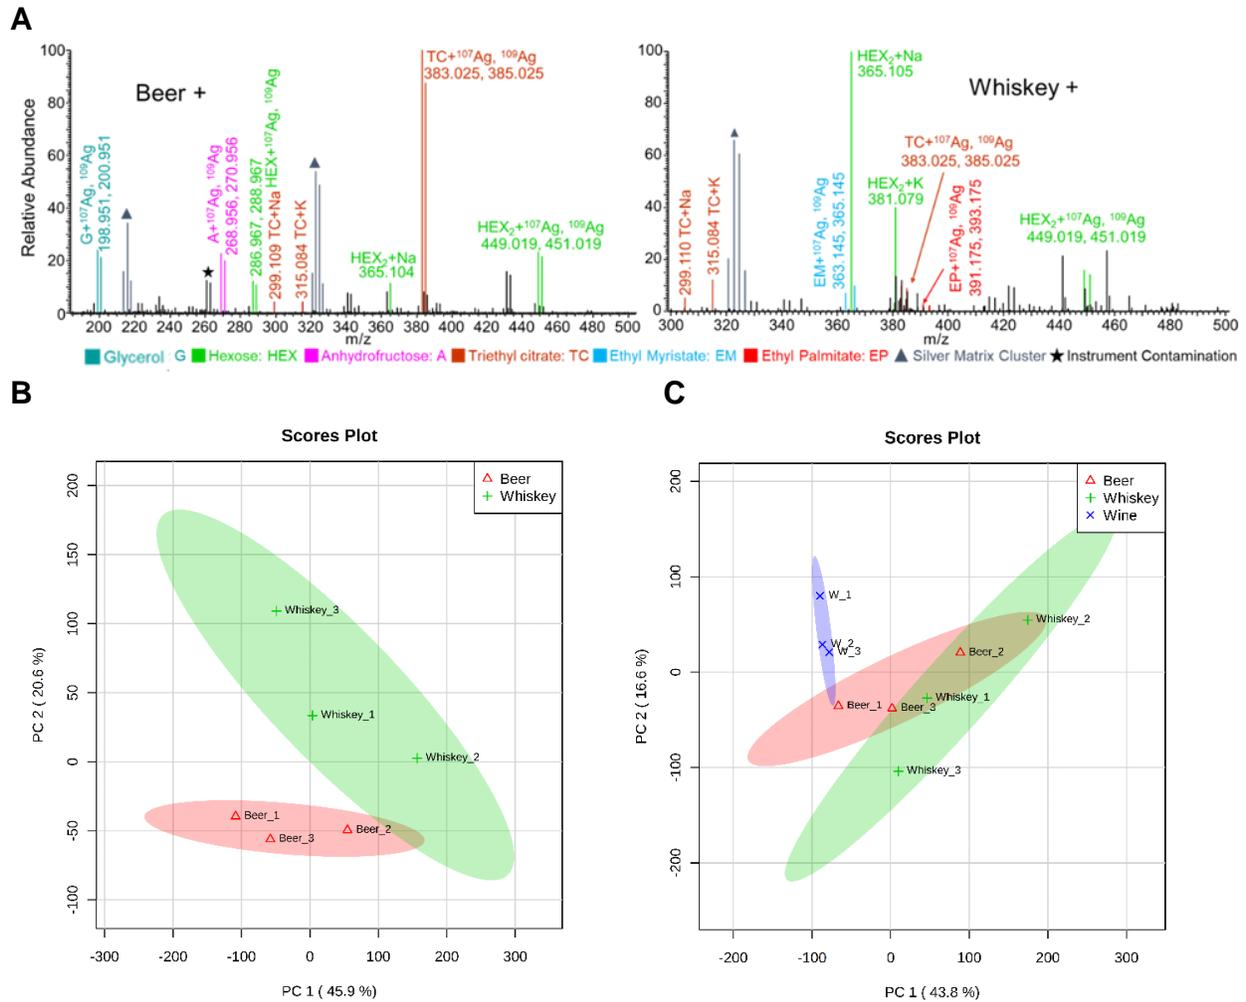 A
Relative Abundance
100
80
60
40
20
0
Beer +
G+107Ag, 109Ag
198.951, 200.951
A+107Ag, 109Ag
268.956, 270.956
286.967, 288.967
HEX+107Ag, 109Ag
299.109 TC+Na
315.084 TC+K
HEX2+Na
365.104
TC+107Ag, 109Ag
383.025, 385.025
HEX2+107Ag, 109Ag
449.019, 451.019
200 220 240 260 280 300 320 340 360 380 400 420 440 460 480 500
m/z
100
80
60
40
20
0
Whiskey +
299.110 TC+Na
315.084 TC+K
EM+107Ag, 109Ag
363.145, 365.145
HEX2+Na
365.105
HEX2+K
381.079
TC+107Ag, 109Ag
383.025, 385.025
EP+107Ag, 109Ag
391.175, 393.175
HEX2+107Ag, 109Ag
449.019, 451.019
300 320 340 360 380 400 420 440 460 480 500
m/z
Glycerol G Hexose: HEX Anhydrofructose: A Triethyl citrate: TC Ethyl Myristate: EM Ethyl Palmitate: EP Silver Matrix Cluster Instrument Contamination
B
Scores Plot
Beer
Whiskey
PC 2 ( 20.6 %)
200
150
100
50
0
-50
-100
Whiskey_3
Whiskey_1
Whiskey_2
Beer_1
Beer_2
Beer_3
-300 -200 -100 0 100 200 300
PC 1 ( 45.9 %)
C
Scores Plot
Beer
Whiskey
Wine
PC 2 ( 16.6 %)
200
100
0
-100
-200
W_1
W_2
W_3
Whiskey_2
Beer_2
Whiskey_1
Beer_1
Beer_3
Whiskey_3
-200 -100 0 100 200 300
PC 1 ( 43.8 %)